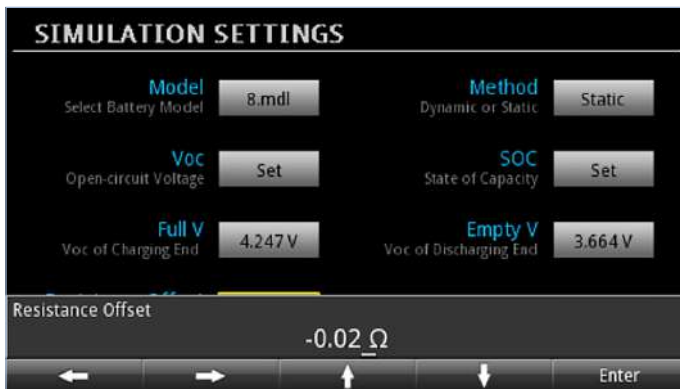 SIMULATION SETTINGS
Model
Select Battery Model
8.mdl
Method
Dynamic or Static
Static
Voc
Open-circuit Voltage
Set
SOC
State of Capacity
Set
Full V
Voc of Charging End
4.247 V
Empty V
Voc of Discharging End
3.664 V
Resistance Offset
-0.02_Ω
Enter